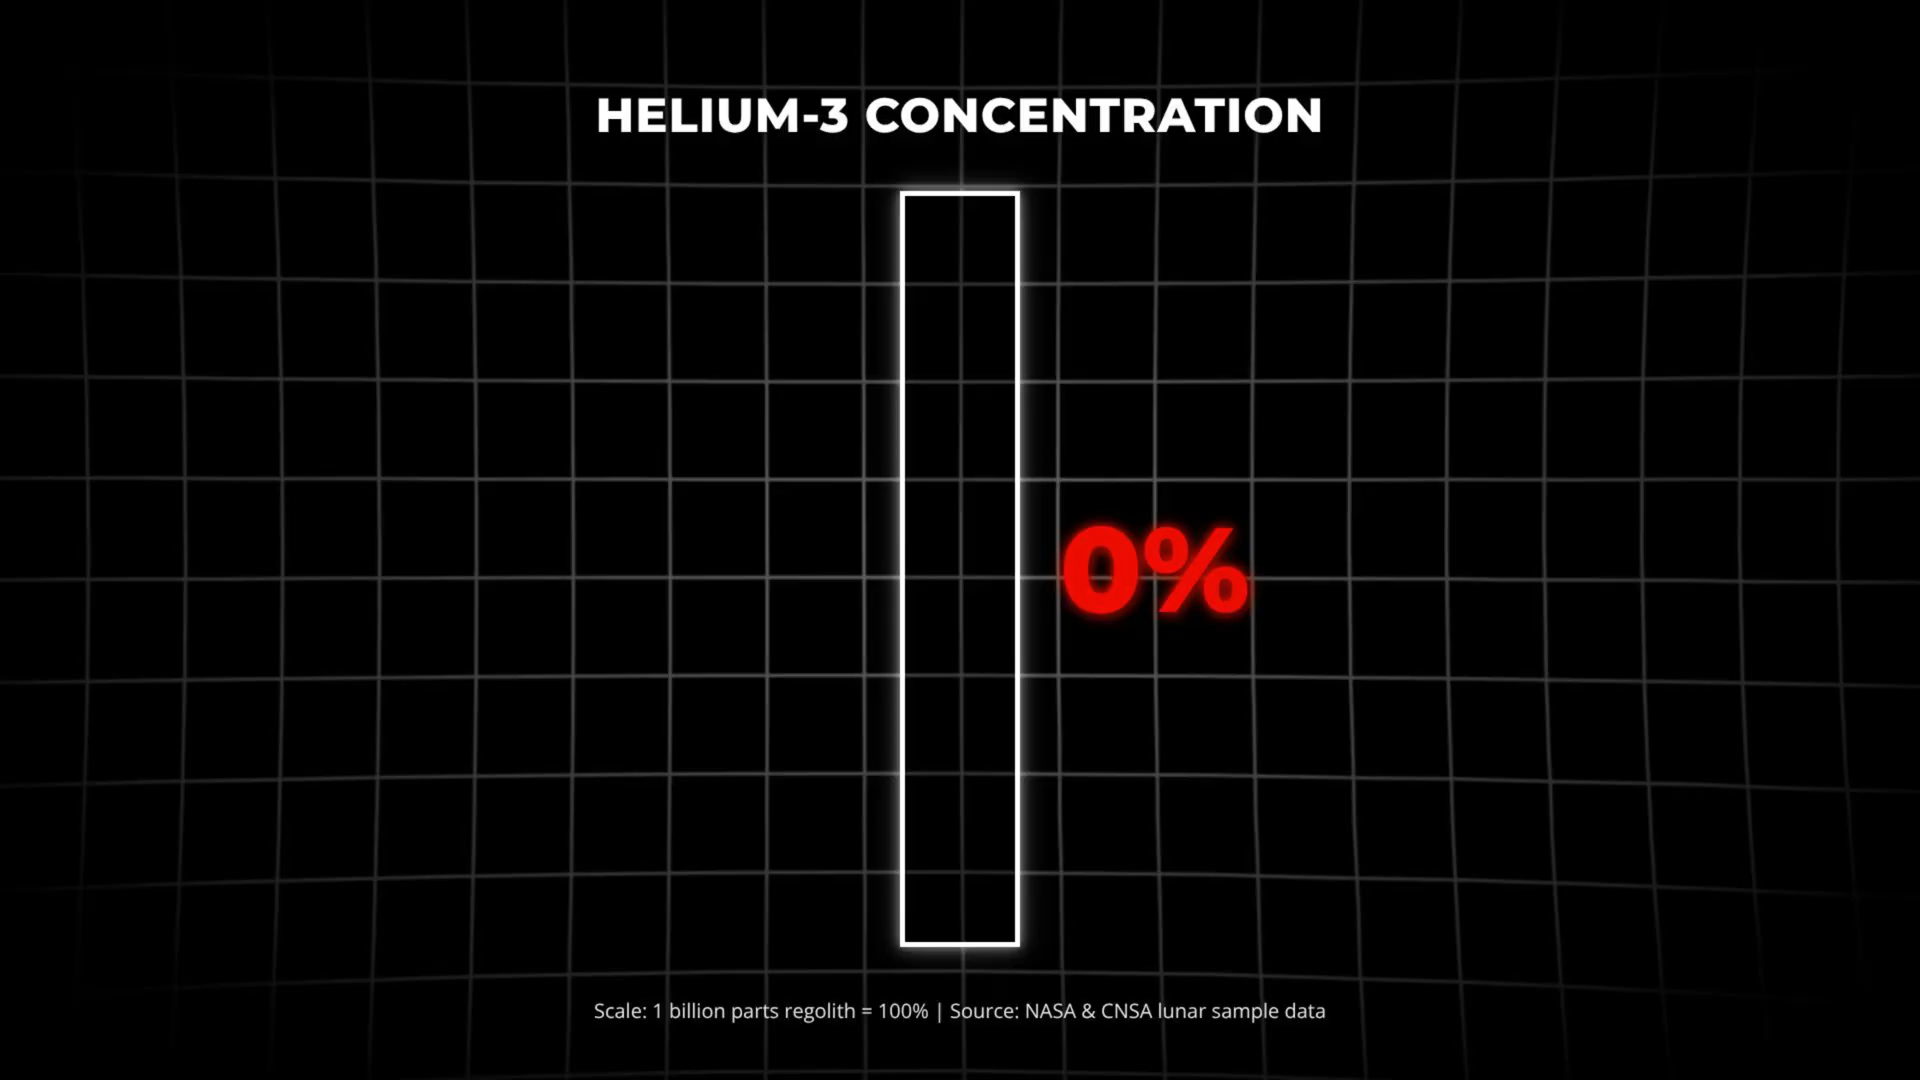 HELIUM-3 CONCENTRATION
0%
Scale: 1 billion parts regolith = 100% | Source: NASA & CNSA lunar sample data